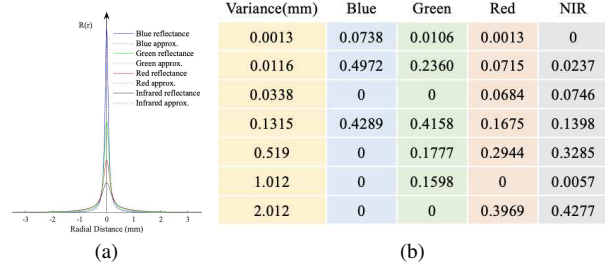 R(r)
Blue reflectance
Blue approx.
Green reflectance
Green approx.
Red reflectance
Red approx.
Infrared reflectance
Infrared approx.
-3 -2 -1 0 1 2 3
Radial Distance (mm)
(a)
Variance(mm) Blue Green Red NIR
0.0013 0.0738 0.0106 0.0013 0
0.0116 0.4972 0.2360 0.0715 0.0237
0.0338 0 0 0.0684 0.0746
0.1315 0.4289 0.4158 0.1675 0.1398
0.519 0 0.1777 0.2944 0.3285
1.012 0 0.1598 0 0.0057
2.012 0 0 0.3969 0.4277
(b)